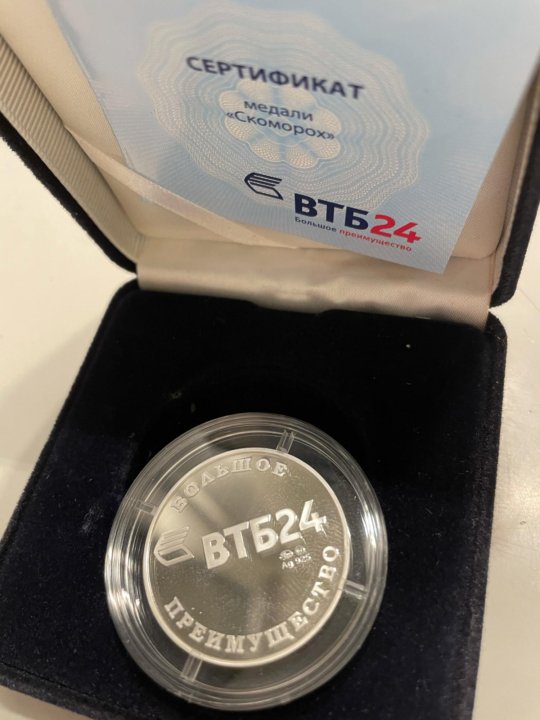 СЕРТИФИКАТ
медали
«Скоморох»
ВТБ24
Большое преимущество
БОЛЬШОЕ
ВТБ24
Ag 925
ПРЕИМУЩЕСТВО